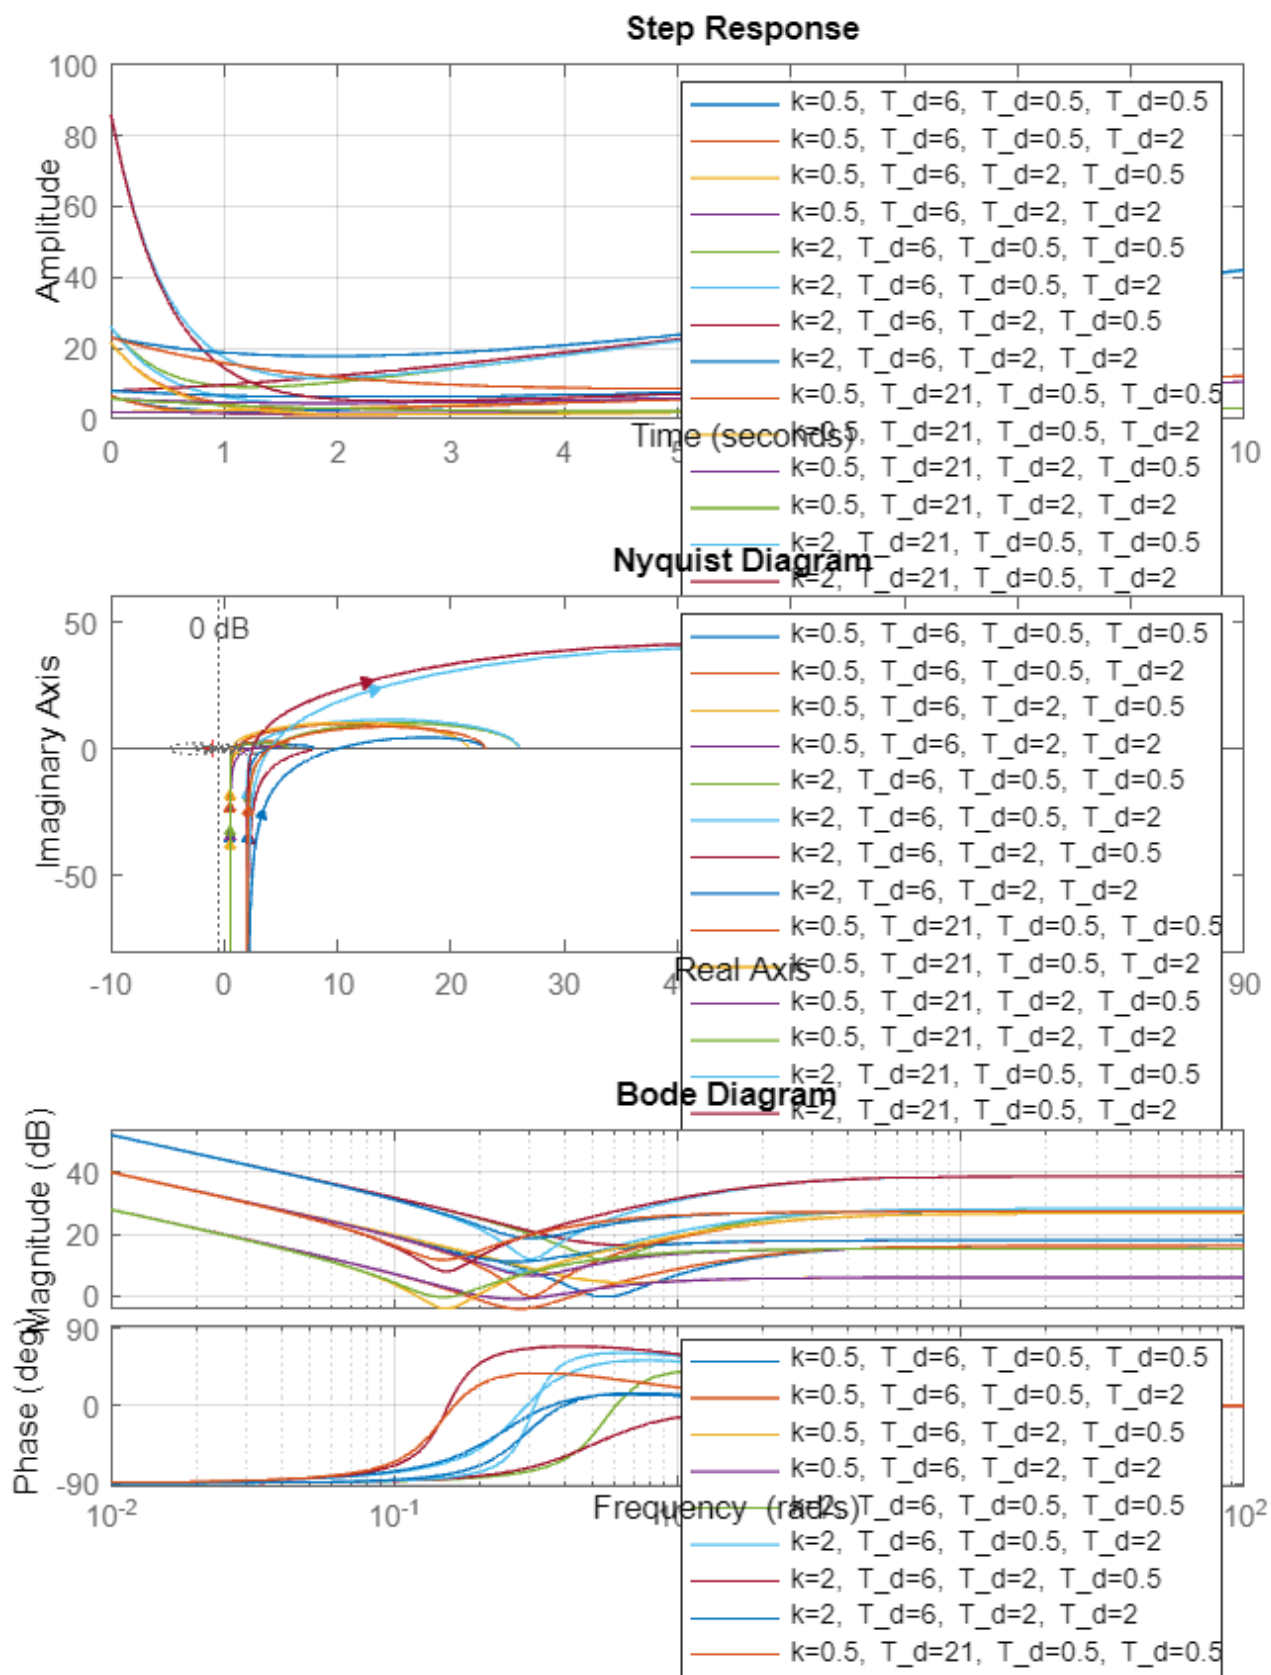 Step Response
100
80
60
40
20
0
Amplitude
0 1 2 3 4 5 10
Time (seconds)
k=0.5, T_d=6, T_d=0.5, T_d=0.5
k=0.5, T_d=6, T_d=0.5, T_d=2
k=0.5, T_d=6, T_d=2, T_d=0.5
k=0.5, T_d=6, T_d=2, T_d=2
k=2, T_d=6, T_d=0.5, T_d=0.5
k=2, T_d=6, T_d=0.5, T_d=2
k=2, T_d=6, T_d=2, T_d=0.5
k=2, T_d=6, T_d=2, T_d=2
k=0.5, T_d=21, T_d=0.5, T_d=0.5
k=0.5, T_d=21, T_d=0.5, T_d=2
k=0.5, T_d=21, T_d=2, T_d=0.5
k=0.5, T_d=21, T_d=2, T_d=2
k=2, T_d=21, T_d=0.5, T_d=0.5
k=2, T_d=21, T_d=0.5, T_d=2
Nyquist Diagram
50
0
-50
Imaginary Axis
0 dB
-10 0 10 20 30 90
Real Axis
k=0.5, T_d=6, T_d=0.5, T_d=0.5
k=0.5, T_d=6, T_d=0.5, T_d=2
k=0.5, T_d=6, T_d=2, T_d=0.5
k=0.5, T_d=6, T_d=2, T_d=2
k=2, T_d=6, T_d=0.5, T_d=0.5
k=2, T_d=6, T_d=0.5, T_d=2
k=2, T_d=6, T_d=2, T_d=0.5
k=2, T_d=6, T_d=2, T_d=2
k=0.5, T_d=21, T_d=0.5, T_d=0.5
k=0.5, T_d=21, T_d=0.5, T_d=2
k=0.5, T_d=21, T_d=2, T_d=0.5
k=0.5, T_d=21, T_d=2, T_d=2
k=2, T_d=21, T_d=0.5, T_d=0.5
k=2, T_d=21, T_d=0.5, T_d=2
Bode Diagram
40
20
0
Magnitude (dB)
90
0
-90
Phase (deg)
10^-2 10^-1 10^2
Frequency (rad/s)
k=0.5, T_d=6, T_d=0.5, T_d=0.5
k=0.5, T_d=6, T_d=0.5, T_d=2
k=0.5, T_d=6, T_d=2, T_d=0.5
k=0.5, T_d=6, T_d=2, T_d=2
k=2, T_d=6, T_d=0.5, T_d=0.5
k=2, T_d=6, T_d=0.5, T_d=2
k=2, T_d=6, T_d=2, T_d=0.5
k=2, T_d=6, T_d=2, T_d=2
k=0.5, T_d=21, T_d=0.5, T_d=0.5